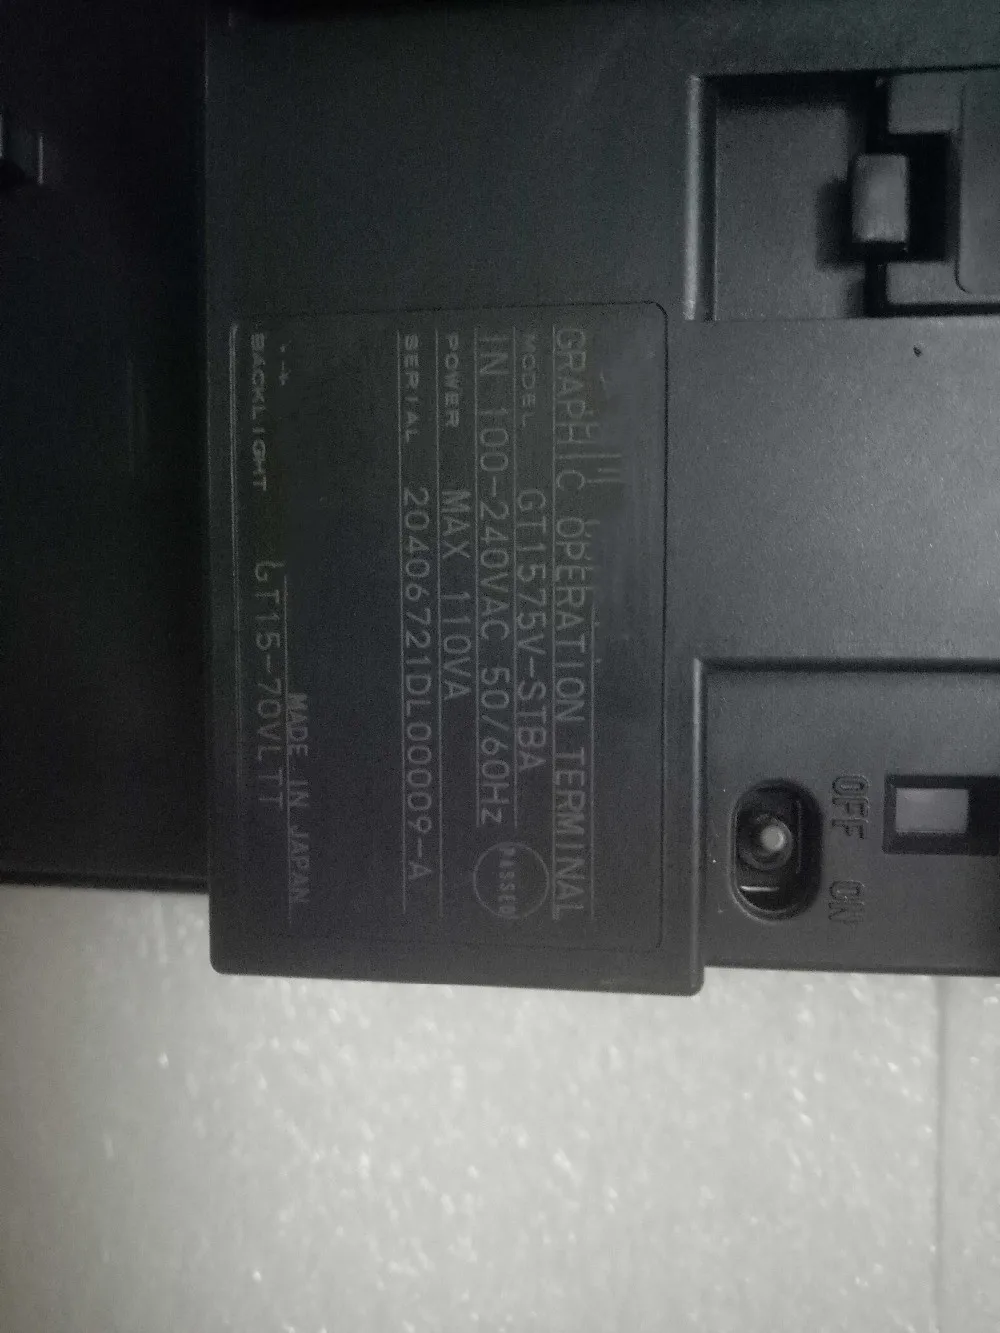 GRAPHIC OPERATION TERMINAL
MODEL GT1575V-STBA
IN 100-240VAC 50/60Hz
PASSED
POWER MAX 110VA
SERIAL 20406721DL00009-A
MADE IN JAPAN
BACKLIGHT GT15-70VLTT
OFF ON